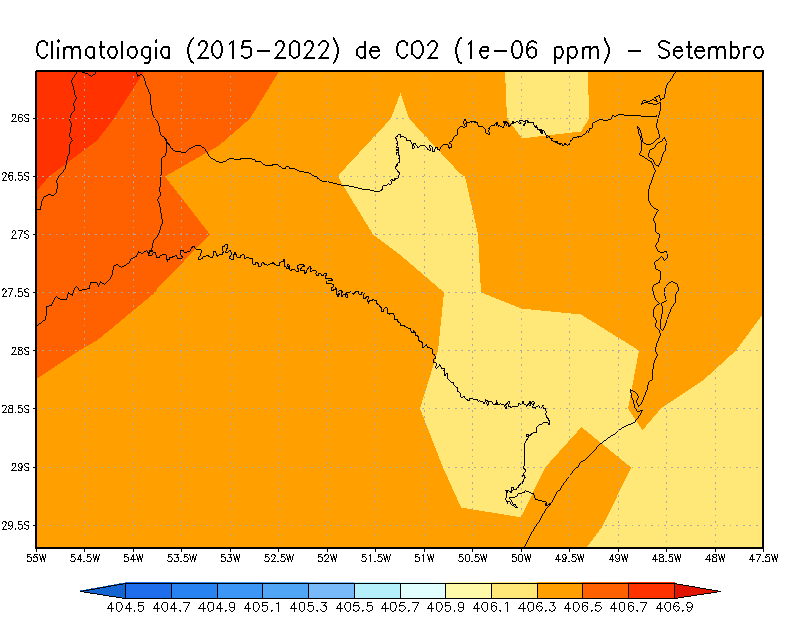 Climatologia (2015−2022) de CO2 (1e−06 ppm) − Setembro
26S
26.5S
27S
27.5S
28S
28.5S
29S
29.5S
55W 54.5W 54W 53.5W 53W 52.5W 52W 51.5W 51W 50.5W 50W 49.5W 49W 48.5W 48W 47.5W
404.5 404.7 404.9 405.1 405.3 405.5 405.7 405.9 406.1 406.3 406.5 406.7 406.9